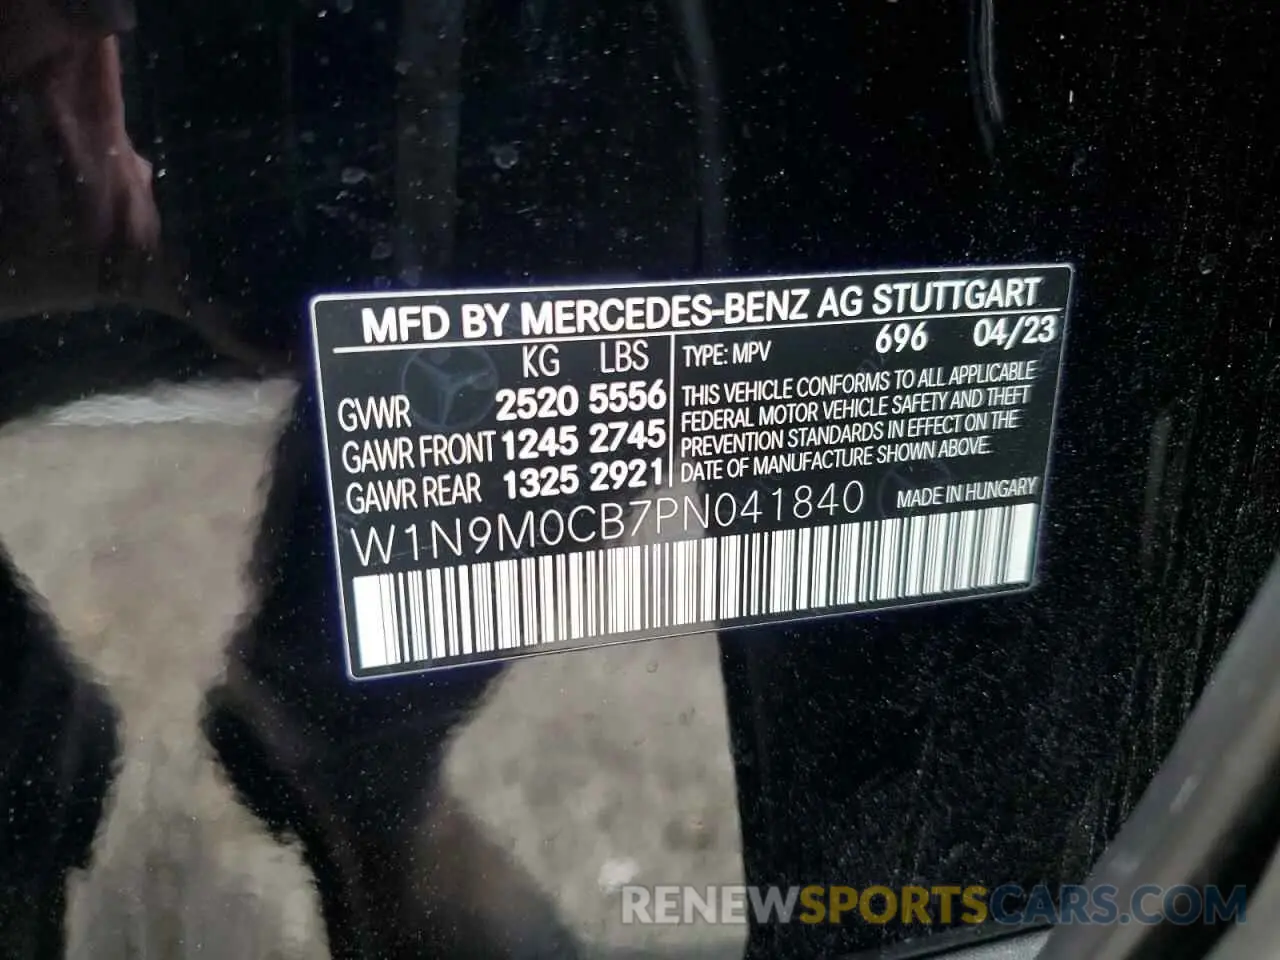 MFD BY MERCEDES-BENZ AG STUTTGART
KG LBS
GVWR 2520 5556
GAWR FRONT 1245 2745
GAWR REAR 1325 2921
TYPE: MPV 696 04/23
THIS VEHICLE CONFORMS TO ALL APPLICABLE
FEDERAL MOTOR VEHICLE SAFETY AND THEFT
PREVENTION STANDARDS IN EFFECT ON THE
DATE OF MANUFACTURE SHOWN ABOVE.
W1N9M0CB7PN041840 MADE IN HUNGARY
RENEWSPORTSCARS.COM